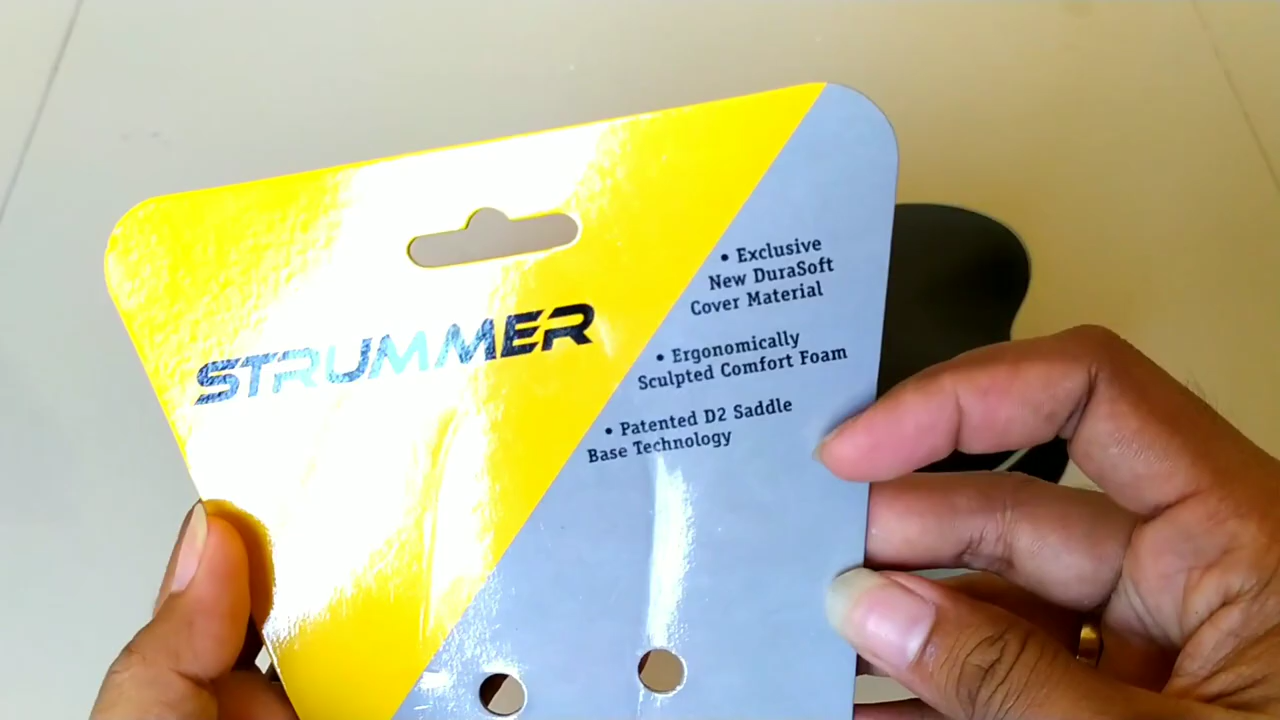 STRUMMER
• Exclusive
New DuraSoft
Cover Material
• Ergonomically
Sculpted Comfort Foam
• Patented D2 Saddle
Base Technology